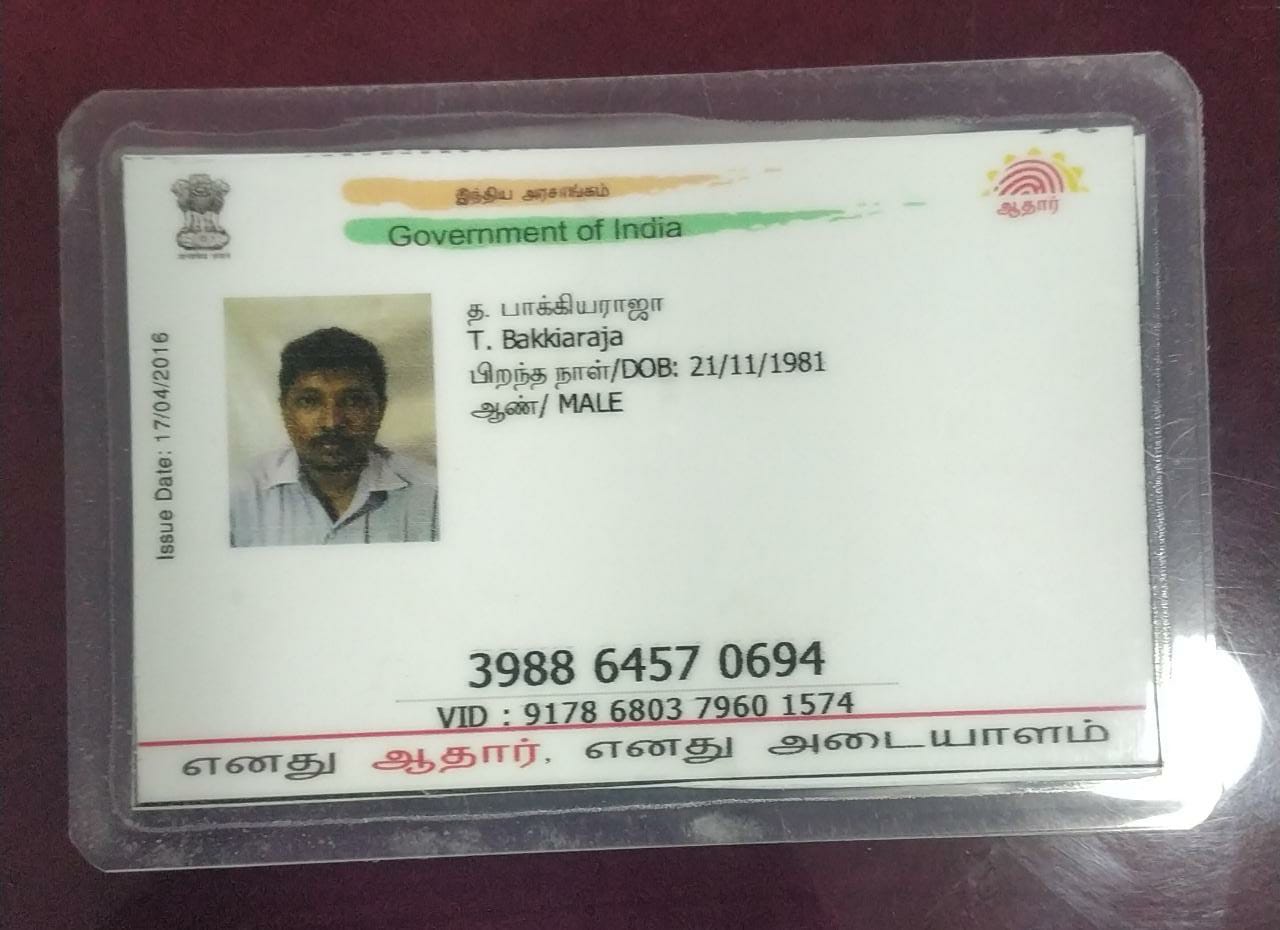 இந்திய அரசாங்கம்
Government of India
ஆதார்
Issue Date: 17/04/2016
த. பாக்கியராஜா
T. Bakkiaraja
பிறந்த நாள்/DOB: 21/11/1981
ஆண்/ MALE
3988 6457 0694
VID : 9178 6803 7960 1574
எனது ஆதார், எனது அடையாளம்